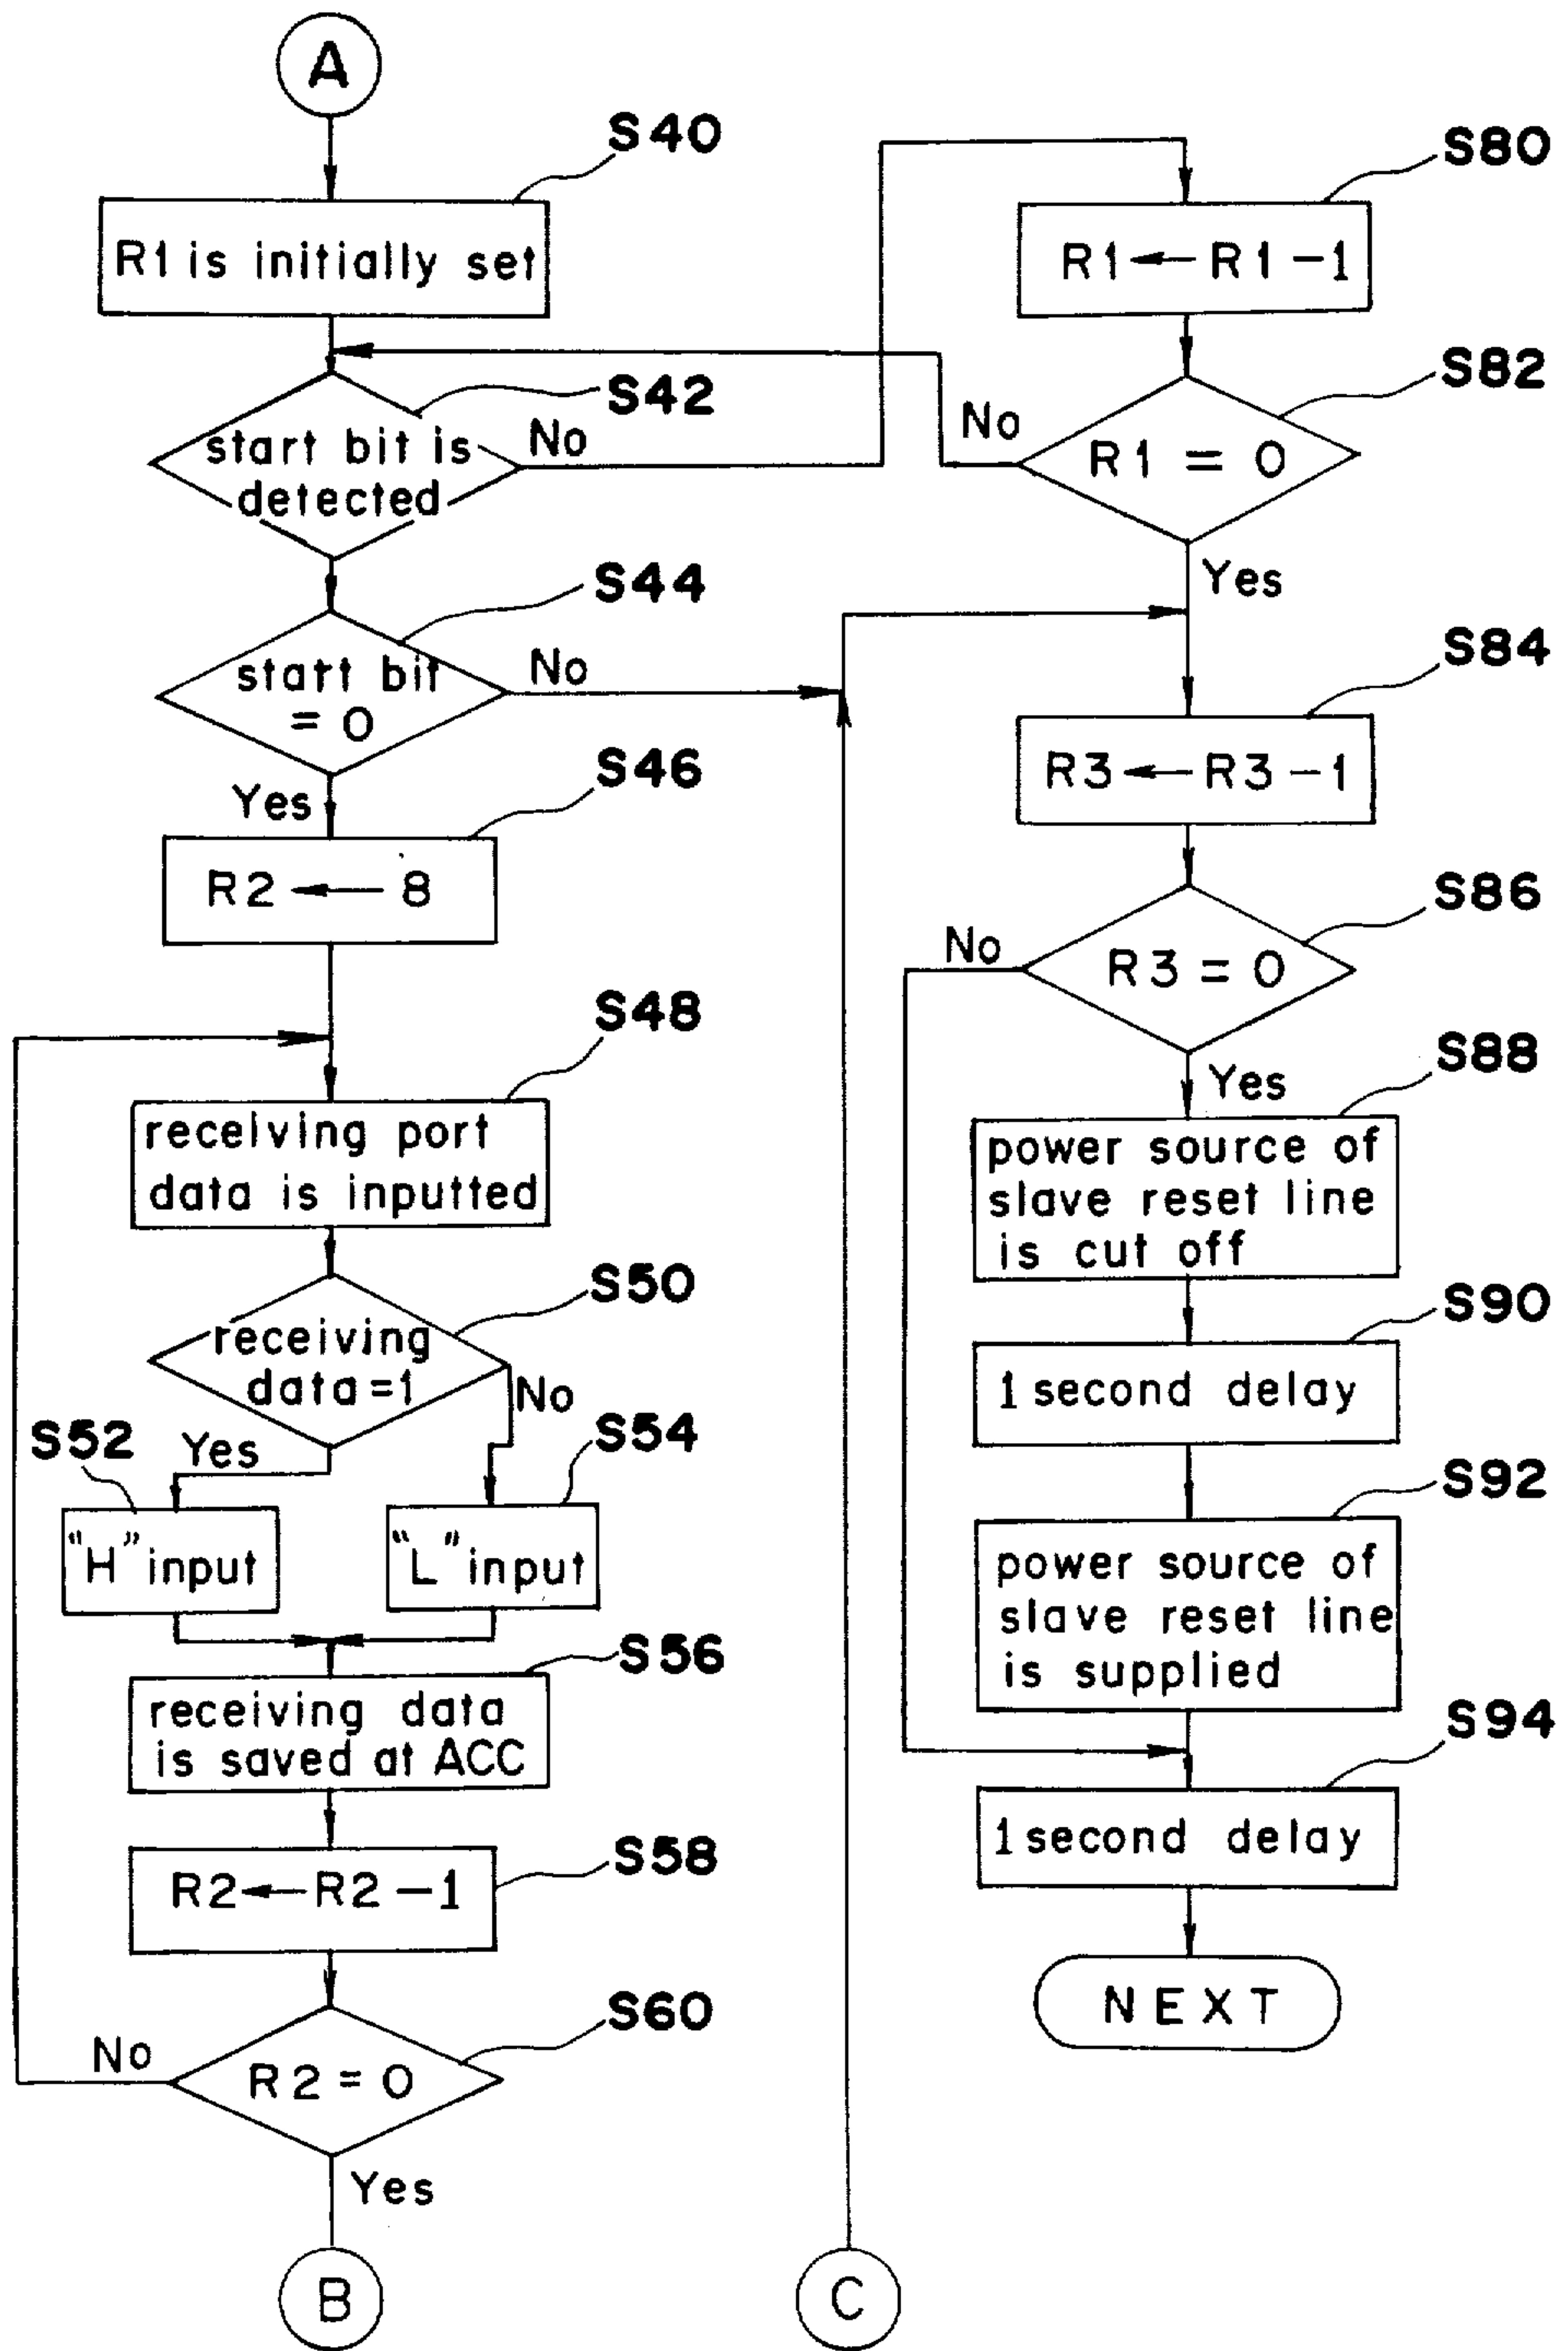 A
S40
R1 is initially set
S42
start bit is
detected
No
S44
start bit
= 0
No
Yes
S46
R2 ← 8
S48
receiving port
data is inputted
S50
receiving
data=1
No
Yes
S52
"H" input
S54
"L" input
S56
receiving data
is saved at ACC
S58
R2 ← R2 - 1
S60
R2 = 0
No
Yes
B
S80
R1 ← R1 - 1
S82
R1 = 0
No
Yes
S84
R3 ← R3 - 1
S86
R3 = 0
No
Yes
S88
power source of
slave reset line
is cut off
S90
1 second delay
S92
power source of
slave reset line
is supplied
S94
1 second delay
NEXT
C